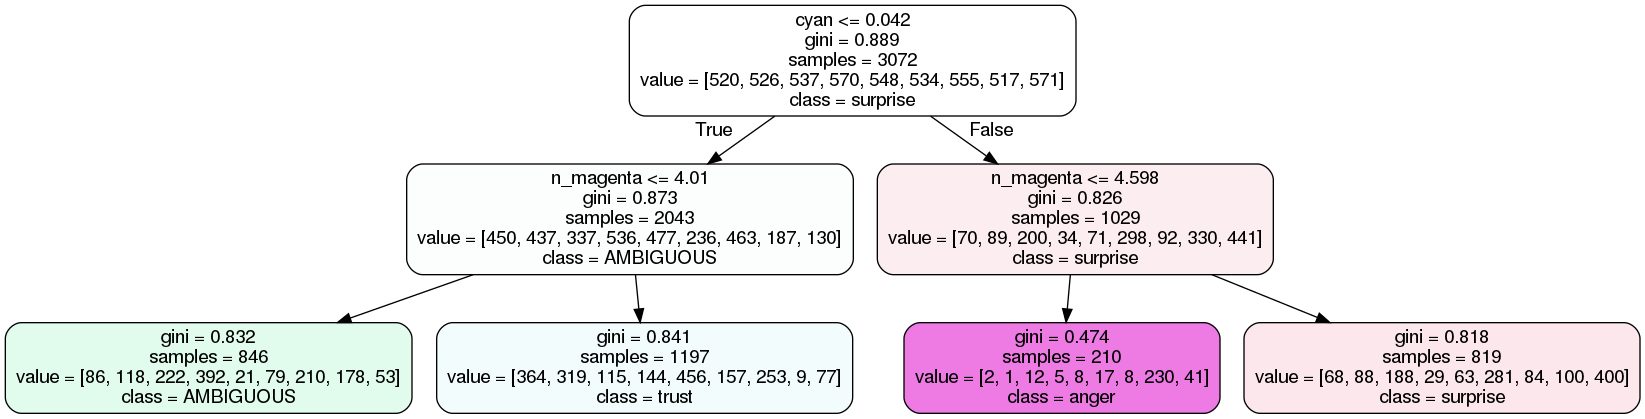 cyan <= 0.042
gini = 0.889
samples = 3072
value = [520, 526, 537, 570, 548, 534, 555, 517, 571]
class = surprise
True
False
n_magenta <= 4.01
gini = 0.873
samples = 2043
value = [450, 437, 337, 536, 477, 236, 463, 187, 130]
class = AMBIGUOUS
n_magenta <= 4.598
gini = 0.826
samples = 1029
value = [70, 89, 200, 34, 71, 298, 92, 330, 441]
class = surprise
gini = 0.832
samples = 846
value = [86, 118, 222, 392, 21, 79, 210, 178, 53]
class = AMBIGUOUS
gini = 0.841
samples = 1197
value = [364, 319, 115, 144, 456, 157, 253, 9, 77]
class = trust
gini = 0.474
samples = 210
value = [2, 1, 12, 5, 8, 17, 8, 230, 41]
class = anger
gini = 0.818
samples = 819
value = [68, 88, 188, 29, 63, 281, 84, 100, 400]
class = surprise